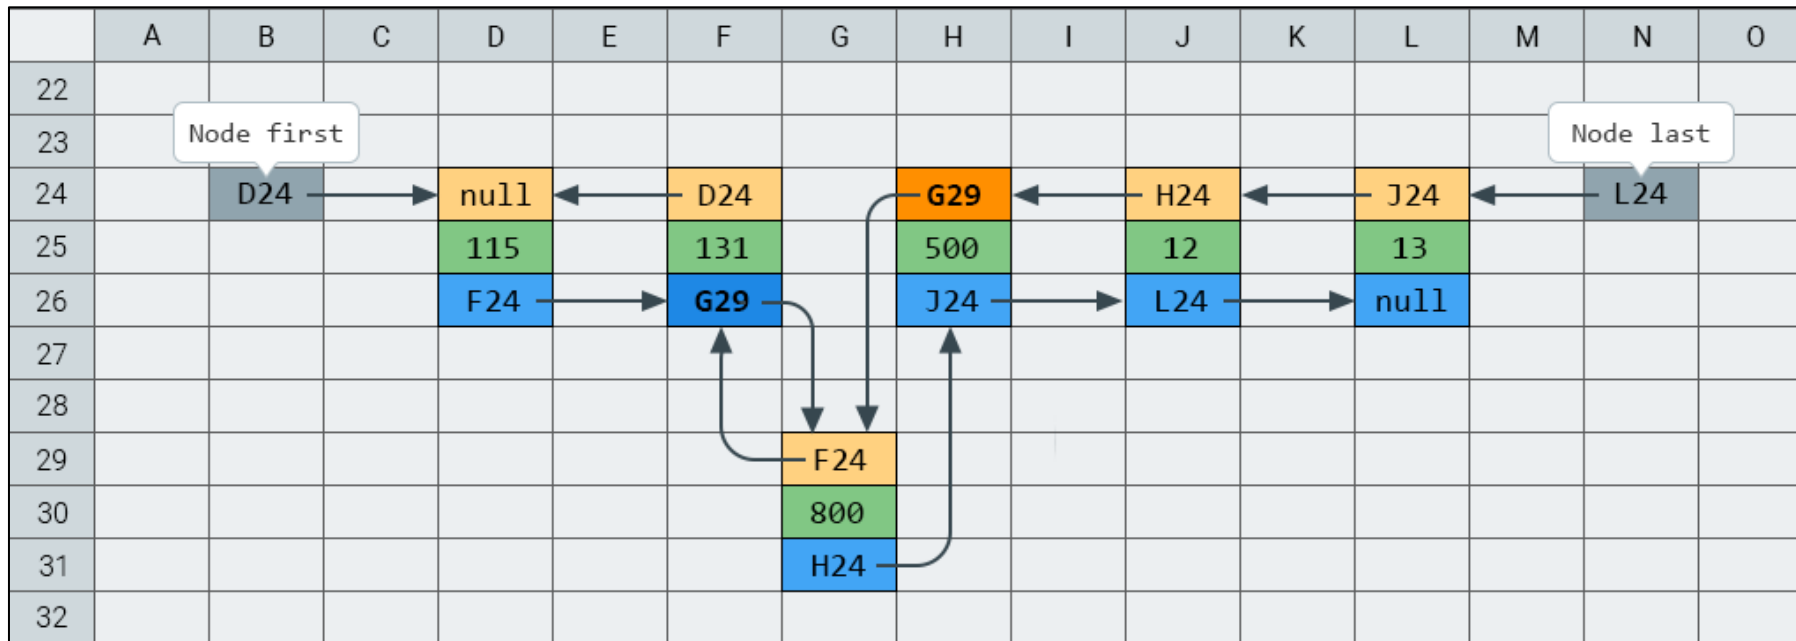 A B C D E F G H I J K L M N O
22
23 Node first Node last
24 D24 null D24 G29 H24 J24 L24
25 115 131 500 12 13
26 F24 G29 J24 L24 null
27
28
29 F24
30 800
31 H24
32